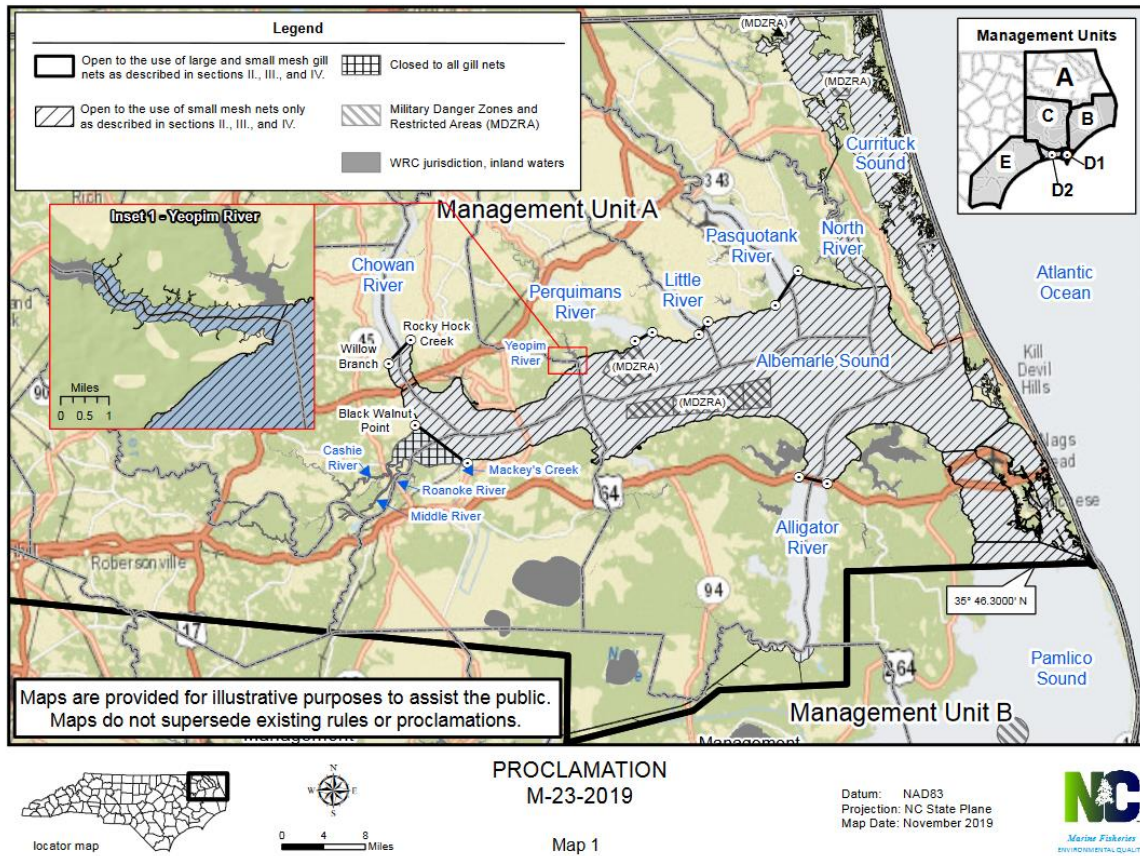 Legend
Open to the use of large and small mesh gill
nets as described in sections II., III., and IV.
Closed to all gill nets
Open to the use of small mesh nets only
as described in sections II., III., and IV.
Military Danger Zones and
Restricted Areas (MDZRA)
WRC jurisdiction, inland waters
(MDZRA)
(MDZRA)
Management Units
A
C
B
E
D1
D2
Currituck
Sound
343
Management Unit A
Inset 1 - Yeopim River
Miles
0 0.5 1
Chowan
River
Perquimans
River
Little
River
Pasquotank
River
North
River
Atlantic
Ocean
45
Rocky Hock
Creek
Willow
Branch
Yeopim
River
(MDZRA)
Albemarle Sound
Kill
Devil
Hills
(MDZRA)
Black Walnut
Point
Cashie
River
Mackey's Creek
Roanoke River
Middle River
64
Alligator
River
Robersonville
94
35° 46.3000' N
17
264
Pamlico
Sound
Maps are provided for illustrative purposes to assist the public.
Maps do not supersede existing rules or proclamations.
Management Unit B
locator map
N
W
E
S
0 4 8
Miles
PROCLAMATION
M-23-2019
Map 1
Datum: NAD83
Projection: NC State Plane
Map Date: November 2019
NC
Marine Fisheries